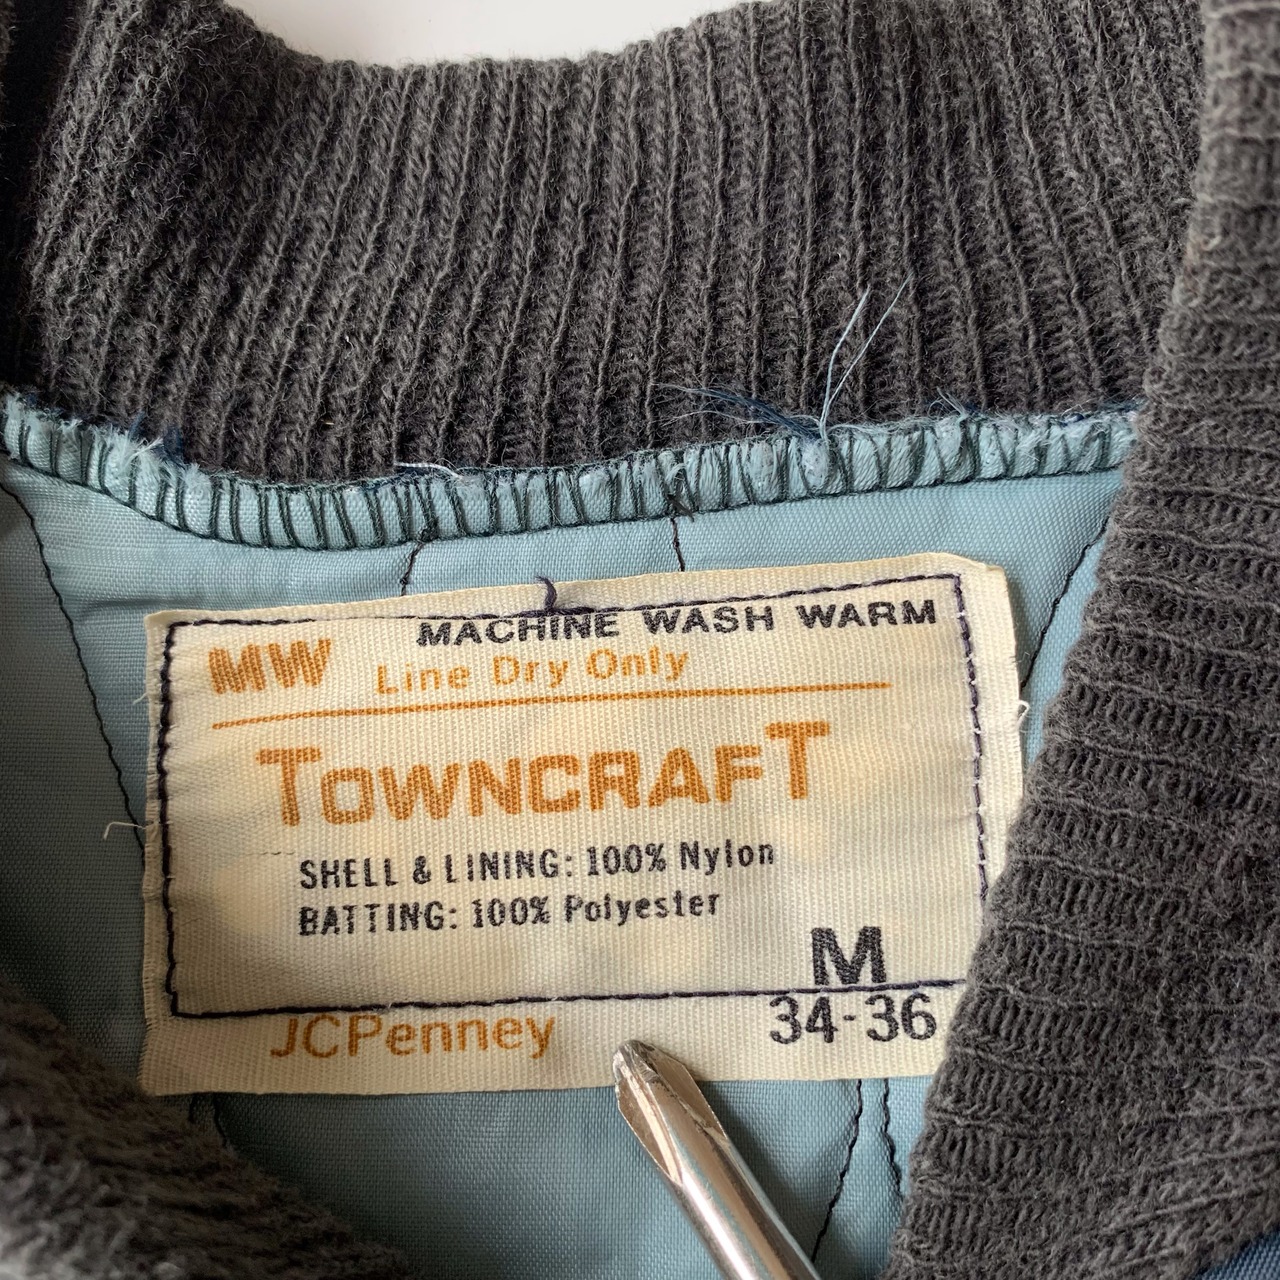 MACHINE WASH WARM
MW Line Dry Only
TOWNCRAFT
SHELL & LINING: 100% Nylon
BATTING: 100% Polyester
M
34-36
JCPenney